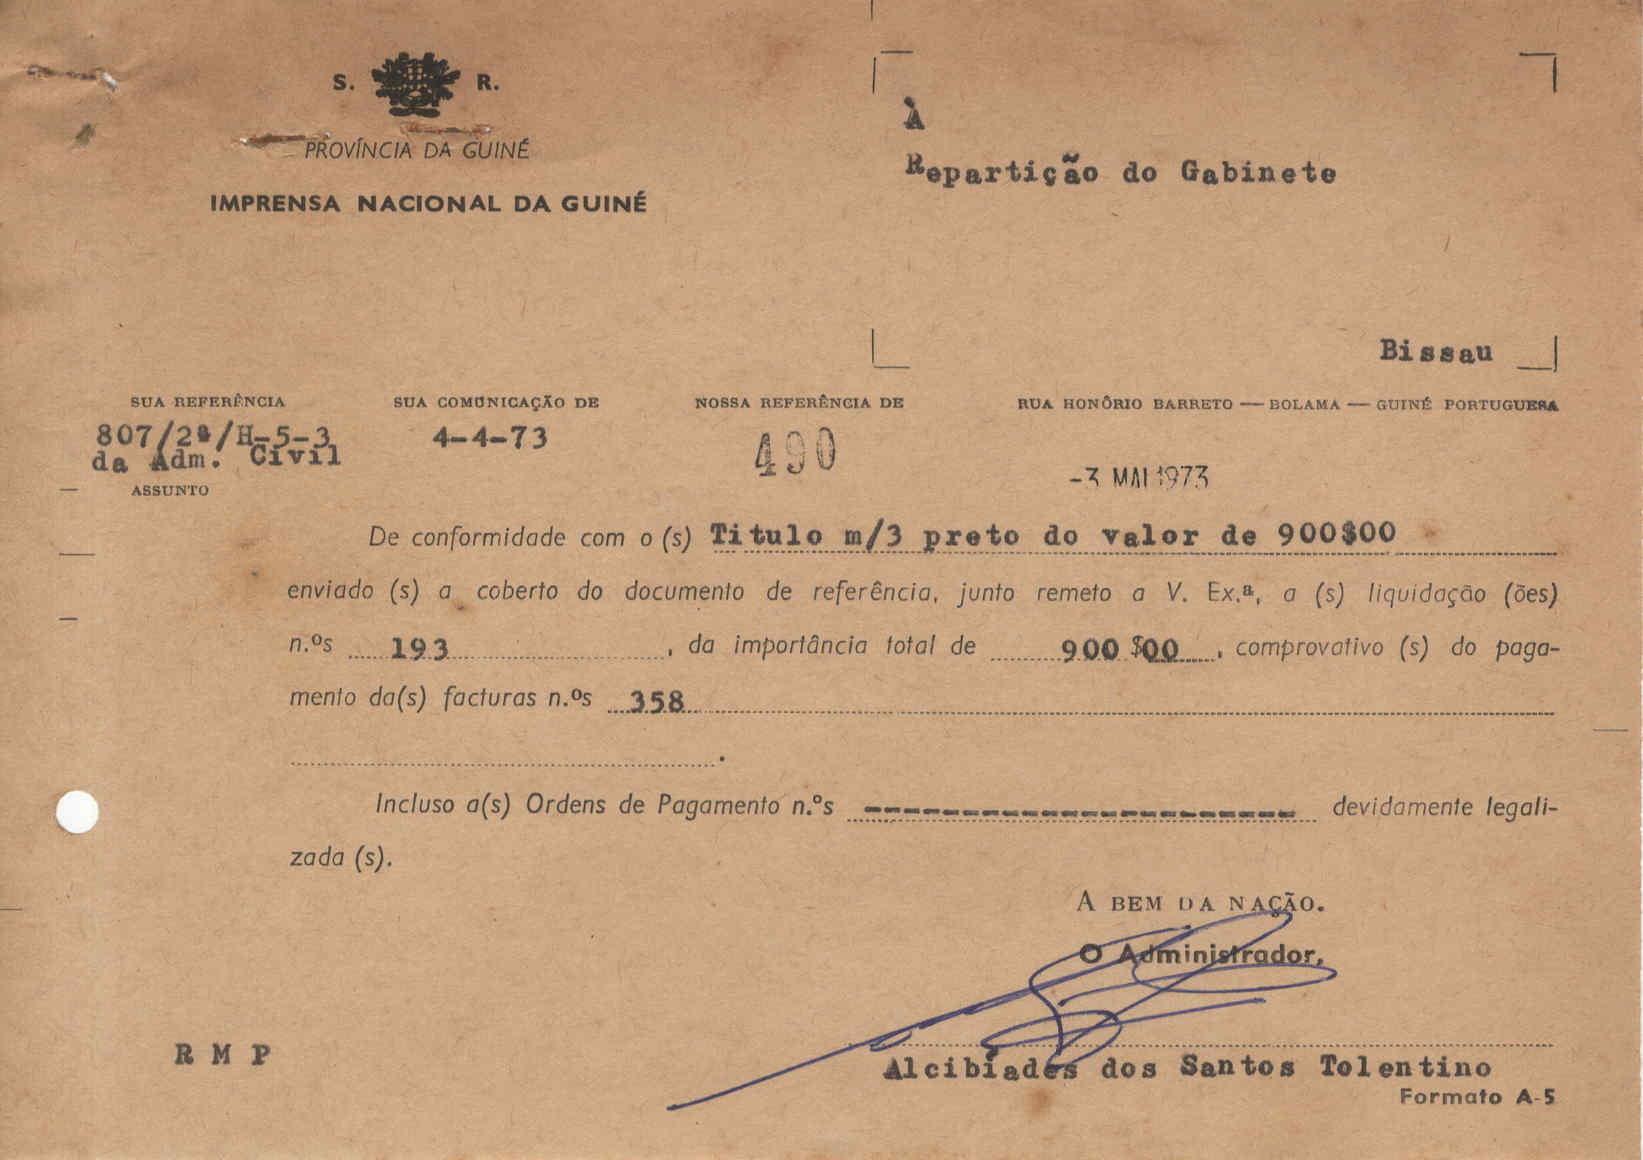 S. R.
PROVÍNCIA DA GUINÉ
IMPRENSA NACIONAL DA GUINÉ
À
Repartição do Gabinete
Bissau
SUA REFERÊNCIA
807/2ª/H-5-3
da Adm. Civil
SUA COMUNICAÇÃO DE
4-4-73
NOSSA REFERÊNCIA DE
490
RUA HONÓRIO BARRETO — BOLAMA — GUINÉ PORTUGUESA
-3 MAI 1973
ASSUNTO
De conformidade com o (s) Titulo m/3 preto do valor de 900$00
enviado (s) a coberto do documento de referência, junto remeto a V. Ex.ª, a (s) liquidação (ões)
n.ºs 193 , da importância total de 900$00 , comprovativo (s) do paga-
mento da(s) facturas n.ºs 358
.
Incluso a(s) Ordens de Pagamento n.ºs ------------------ devidamente legali-
zada (s).
A BEM DA NAÇÃO.
O Administrador,
Alcibíades dos Santos Tolentino
R M P
Formato A-5